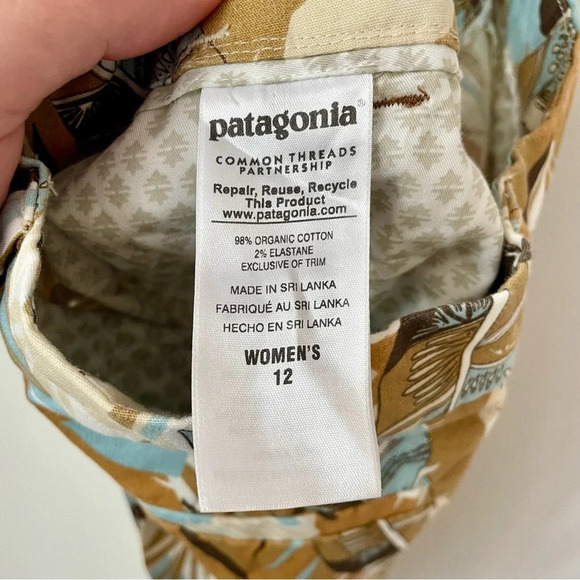 patagonia®
COMMON THREADS
PARTNERSHIP
Repair, Reuse, Recycle
This Product
www.patagonia.com
98% ORGANIC COTTON
2% ELASTANE
EXCLUSIVE OF TRIM
MADE IN SRI LANKA
FABRIQUÉ AU SRI LANKA
HECHO EN SRI LANKA
WOMEN'S
12